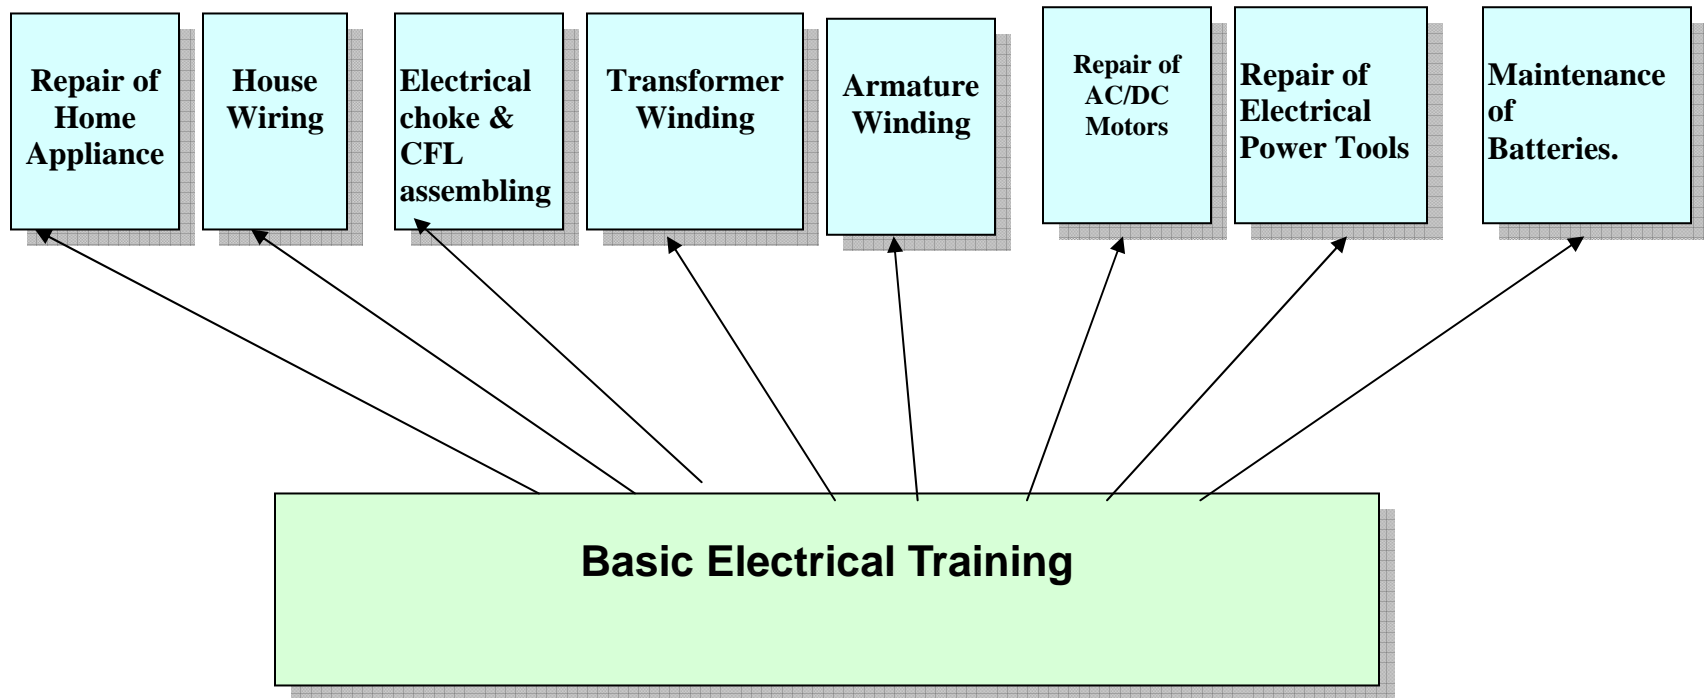 Repair of
Home
Appliance
House
Wiring
Electrical
choke &
CFL
assembling
Transformer
Winding
Armature
Winding
Repair of
AC/DC
Motors
Repair of
Electrical
Power Tools
Maintenance
of
Batteries.
Basic Electrical Training